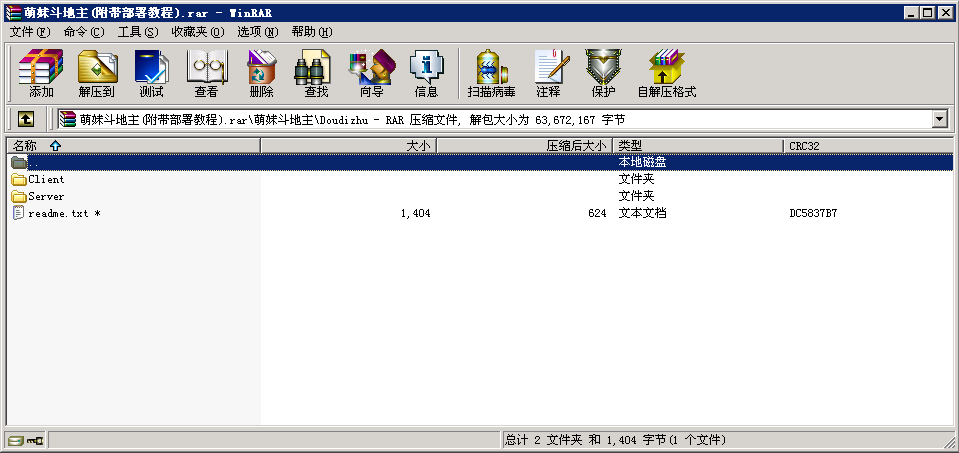 萌妹斗地主(附带部署教程).rar - WinRAR
文件(F) 命令(C) 工具(S) 收藏夹(O) 选项(N) 帮助(H)
添加 解压到 测试 查看 删除 查找 向导 信息 扫描病毒 注释 保护 自解压格式
萌妹斗地主(附带部署教程).rar\萌妹斗地主\Doudizhu - RAR 压缩文件, 解包大小为 63,672,167 字节
名称 大小 压缩后大小 类型 CRC32
.. 本地磁盘
Client 文件夹
Server 文件夹
readme.txt * 1,404 624 文本文档 DC5837B7
总计 2 文件夹 和 1,404 字节(1 个文件)